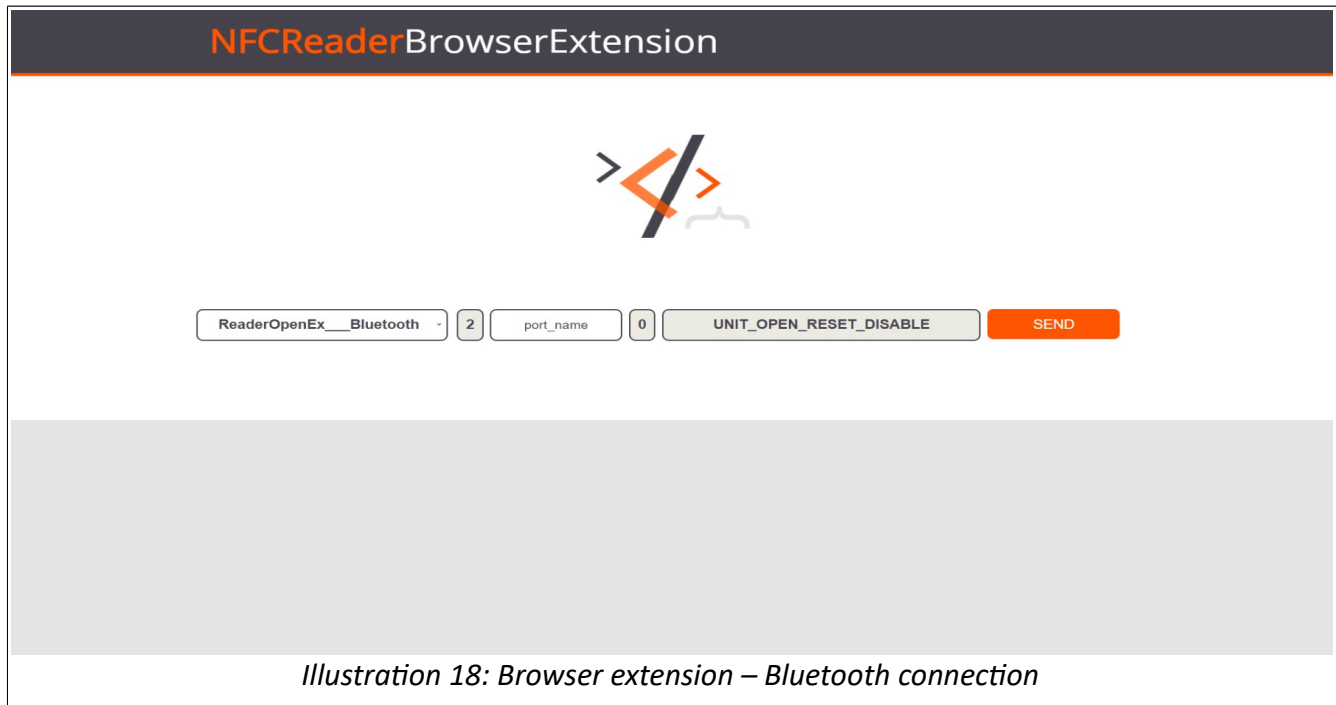 NFCReaderBrowserExtension
ReaderOpenEx___Bluetooth 2 port_name 0 UNIT_OPEN_RESET_DISABLE SEND
Illustration 18: Browser extension – Bluetooth connection